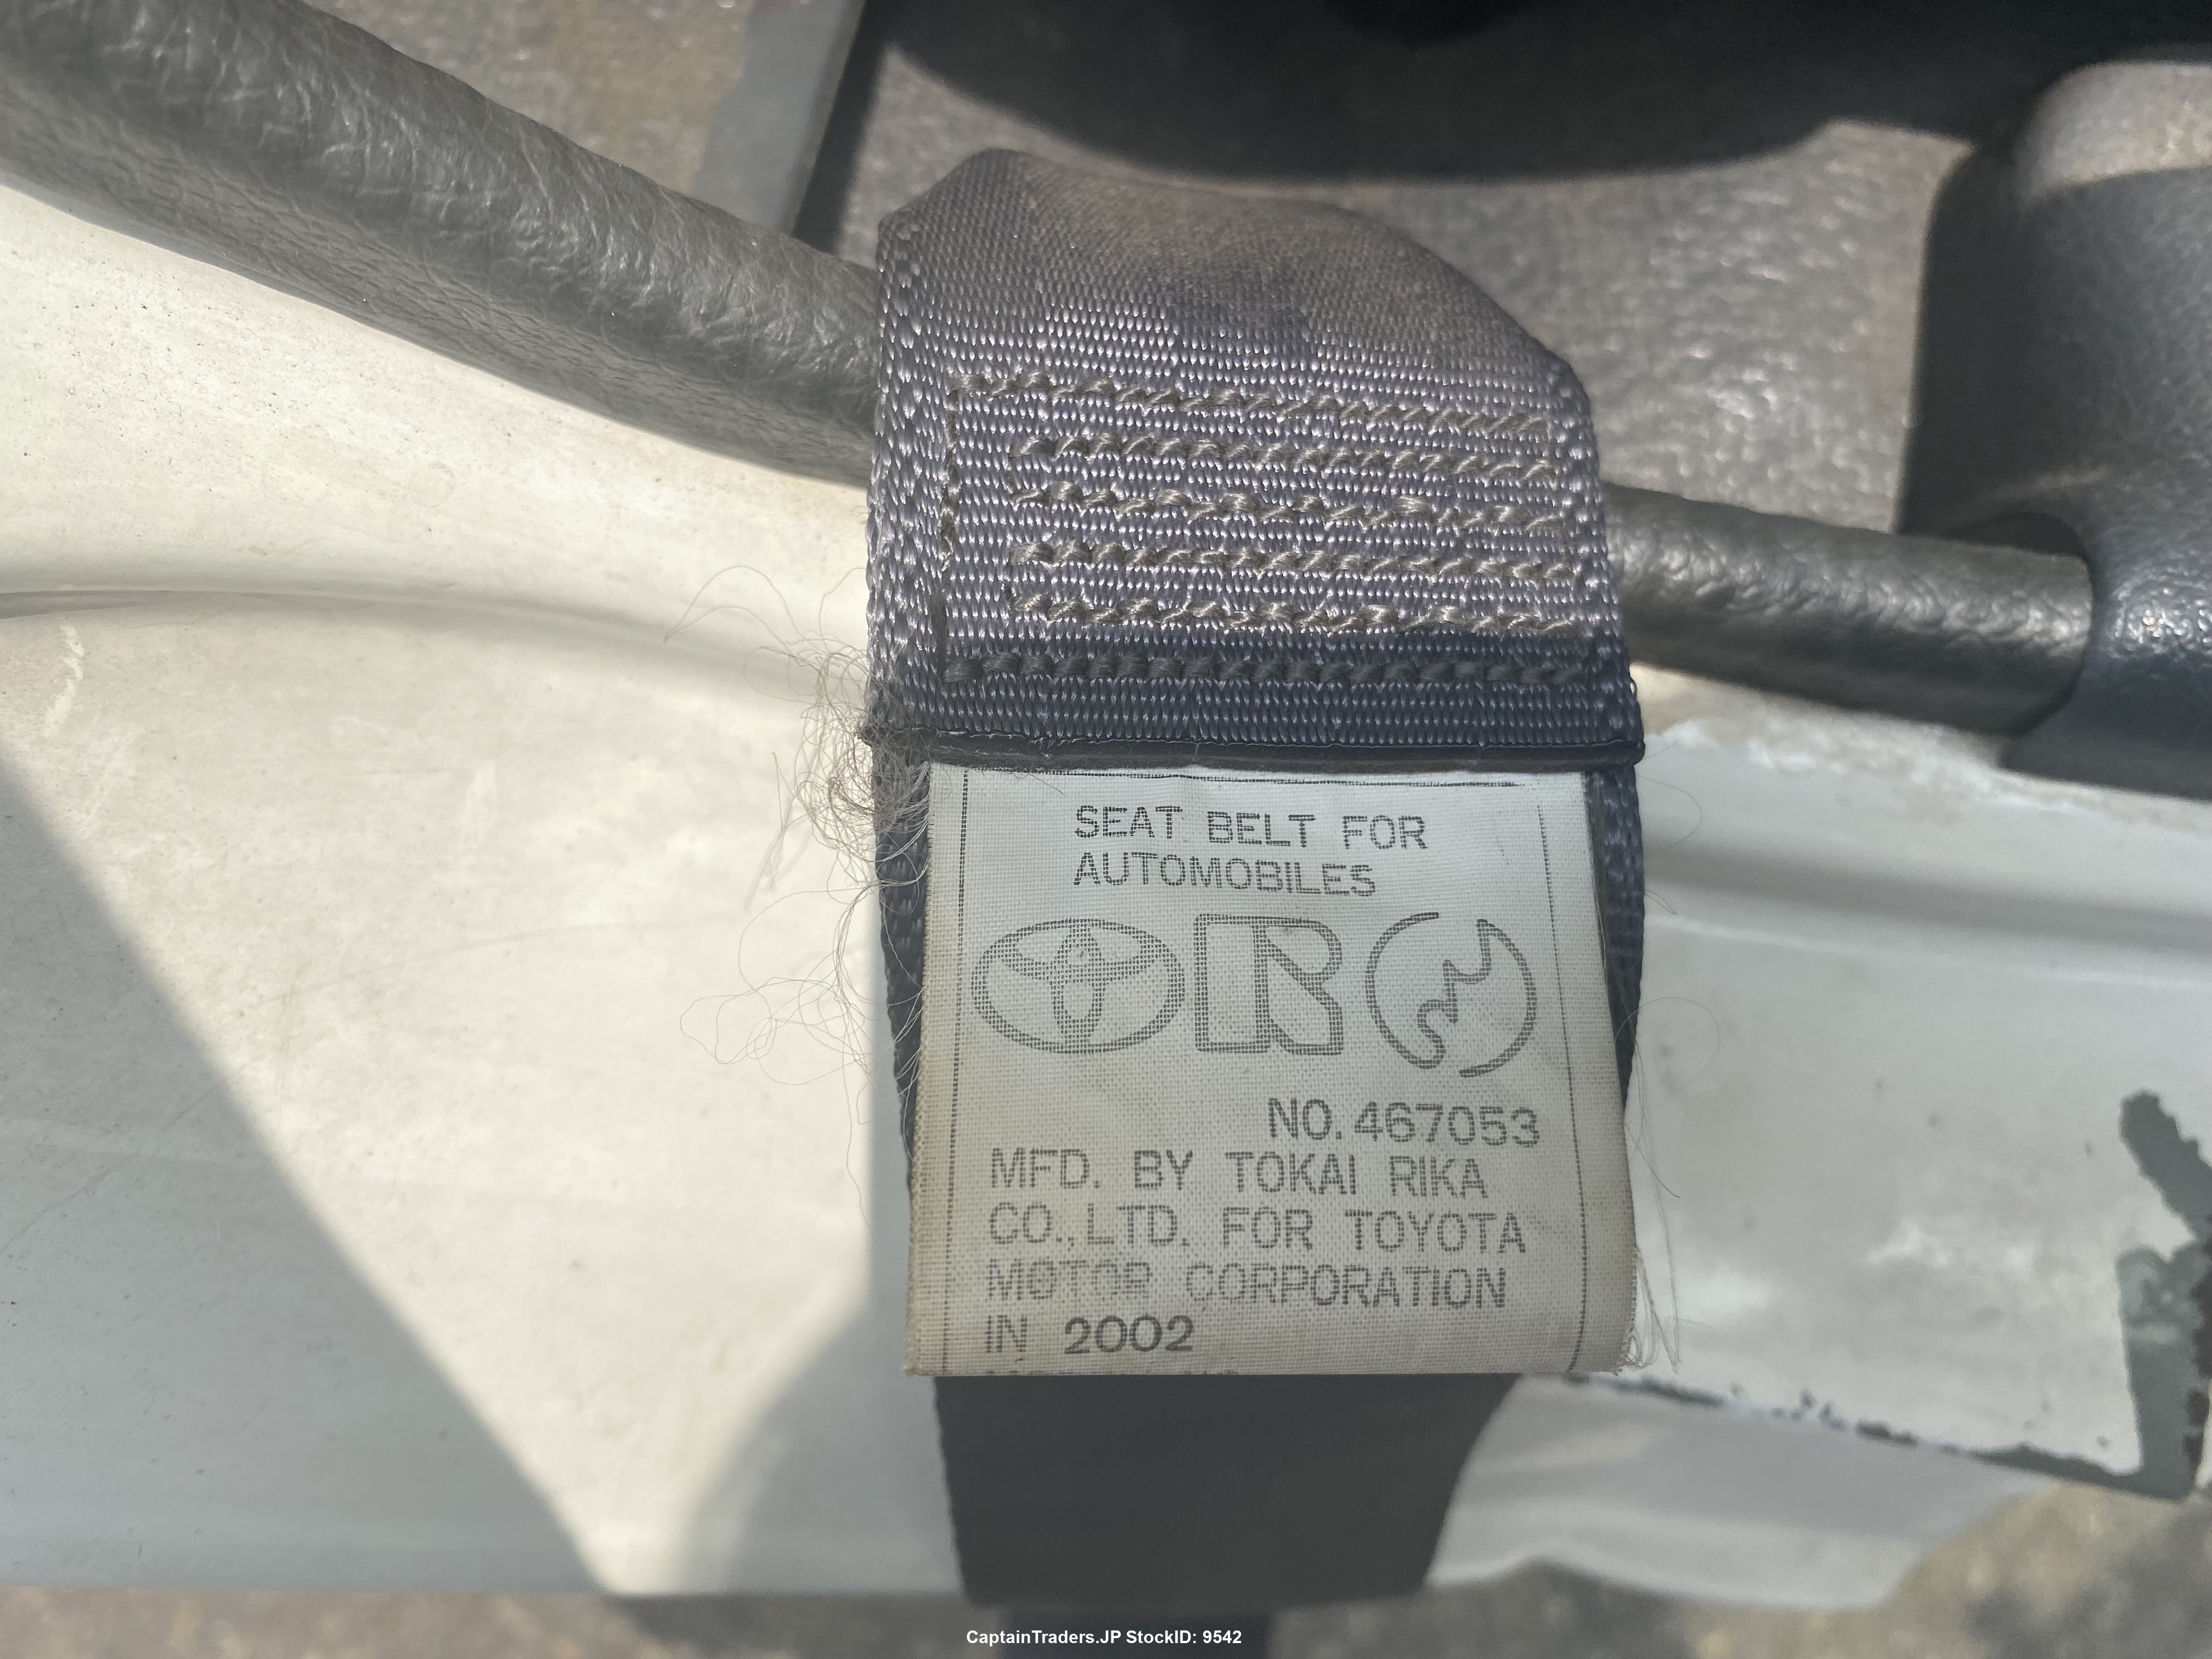 SEAT BELT FOR
AUTOMOBILES
NO. 467053
MFD. BY TOKAI RIKA
CO., LTD. FOR TOYOTA
MOTOR CORPORATION
IN 2002
CaptainTraders.JP StockID: 9542